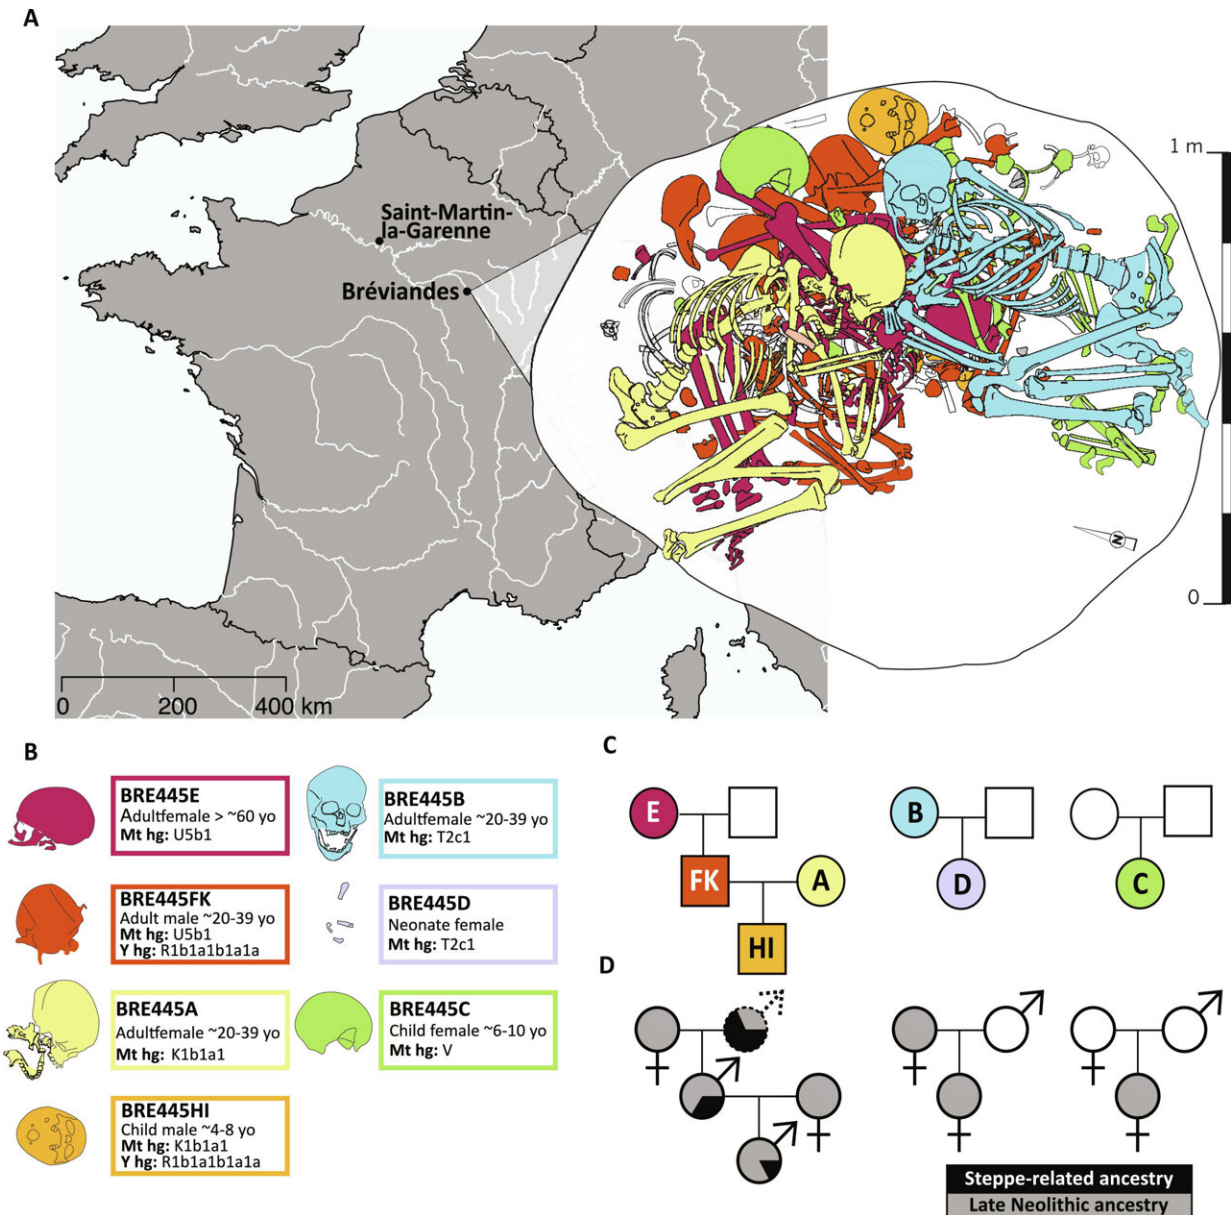 A
Saint-Martin-
la-Garenne
Bréviandes
1 m
0
N
0 200 400 km
B
BRE445E
Adultfemale > ~60 yo
Mt hg: U5b1
BRE445B
Adultfemale ~20-39 yo
Mt hg: T2c1
BRE445FK
Adult male ~20-39 yo
Mt hg: U5b1
Y hg: R1b1a1b1a1a
BRE445D
Neonate female
Mt hg: T2c1
BRE445A
Adultfemale ~20-39 yo
Mt hg: K1b1a1
BRE445C
Child female ~6-10 yo
Mt hg: V
BRE445HI
Child male ~4-8 yo
Mt hg: K1b1a1
Y hg: R1b1a1b1a1a
C
E
B
FK
A
D
C
HI
D
Steppe-related ancestry
Late Neolithic ancestry